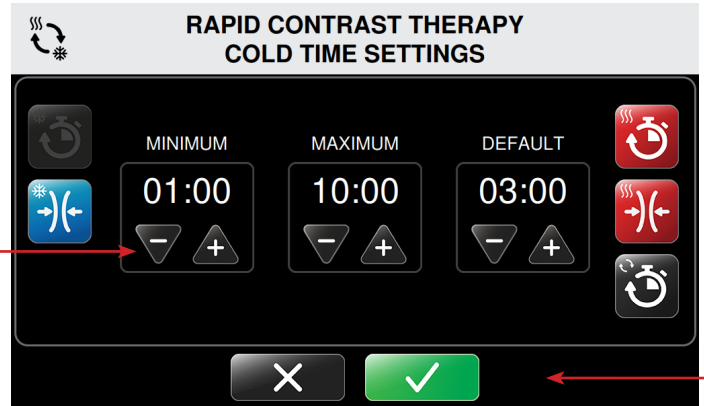 RAPID CONTRAST THERAPY
COLD TIME SETTINGS
MINIMUM MAXIMUM DEFAULT
01:00 10:00 03:00